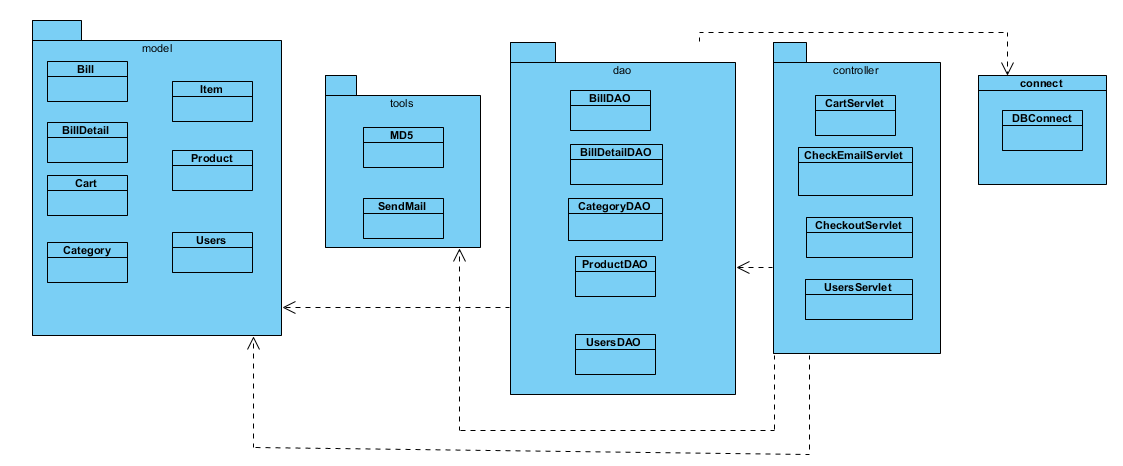 model
Bill
Item
BillDetail
Product
Cart
Users
Category
tools
MD5
SendMail
dao
BillDAO
BillDetailDAO
CategoryDAO
ProductDAO
UsersDAO
controller
CartServlet
CheckEmailServlet
CheckoutServlet
UsersServlet
connect
DBConnect